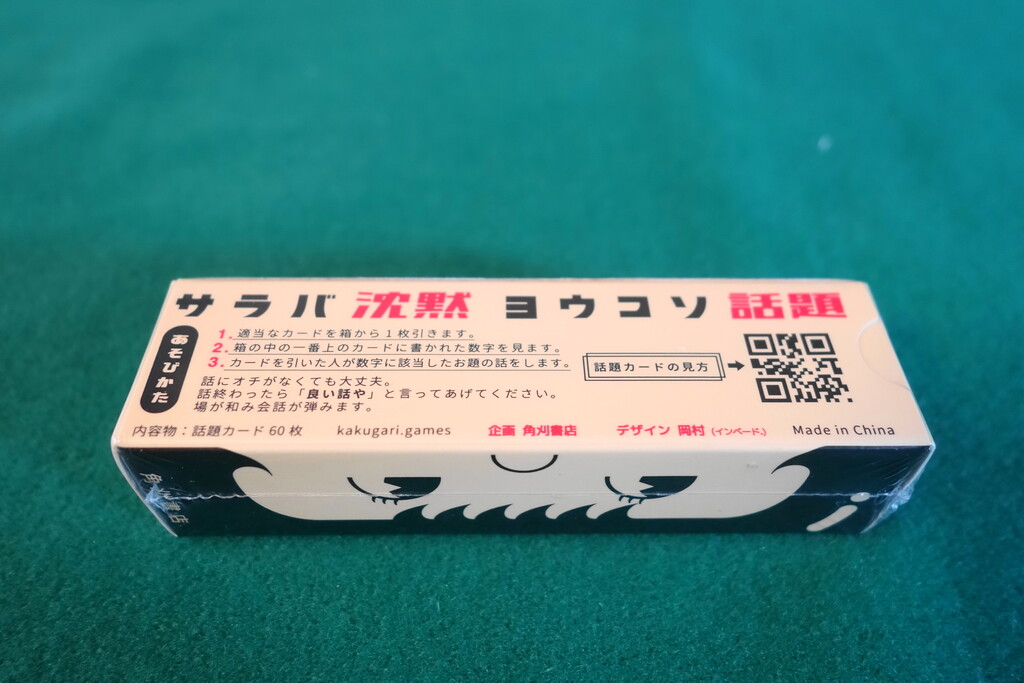 サラバ 沈黙 ヨウコソ 話題
あそびかた
1. 適当なカードを箱から1枚引きます。
2. 箱の中の一番上のカードに書かれた数字を見ます。
3. カードを引いた人が数字に該当したお題の話をします。
話にオチがなくても大丈夫。
話終わったら「良い話や」と言ってあげてください。
場が和み会話が弾みます。
話題カードの見方
内容物：話題カード60枚 kakugari.games 企画 角刈書店 デザイン 岡村(インペード。) Made in China
角刈書店